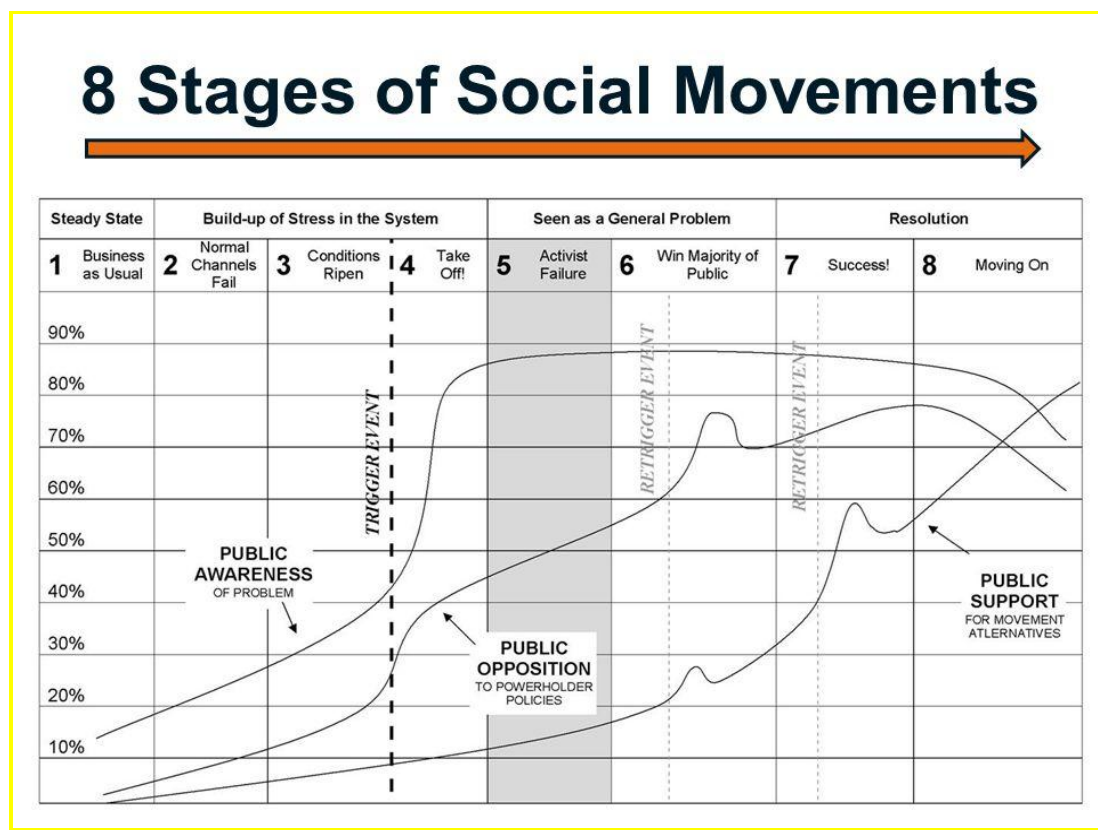 8 Stages of Social Movements
Steady State
Build-up of Stress in the System
Seen as a General Problem
Resolution
1 Business
as Usual
2 Normal
Channels
Fail
3 Conditions
Ripen
4 Take
Off!
5 Activist
Failure
6 Win Majority of
Public
7 Success!
8 Moving On
90%
80%
70%
60%
50%
40%
30%
20%
10%
TRIGGER EVENT
RETRIGGER EVENT
RETRIGGER EVENT
PUBLIC
AWARENESS
OF PROBLEM
PUBLIC
OPPOSITION
TO POWERHOLDER
POLICIES
PUBLIC
SUPPORT
FOR MOVEMENT
ATLERNATIVES